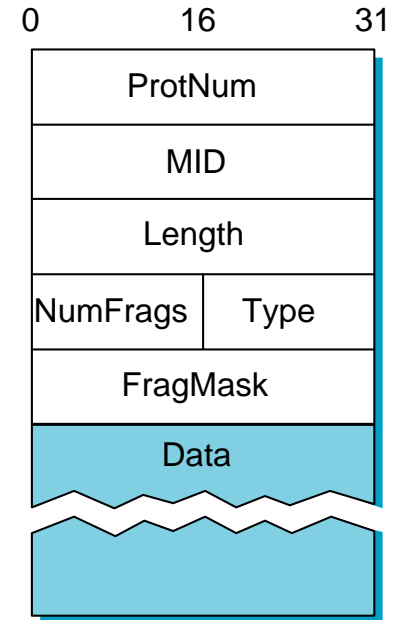 0 16 31
ProtNum
MID
Length
NumFrags Type
FragMask
Data